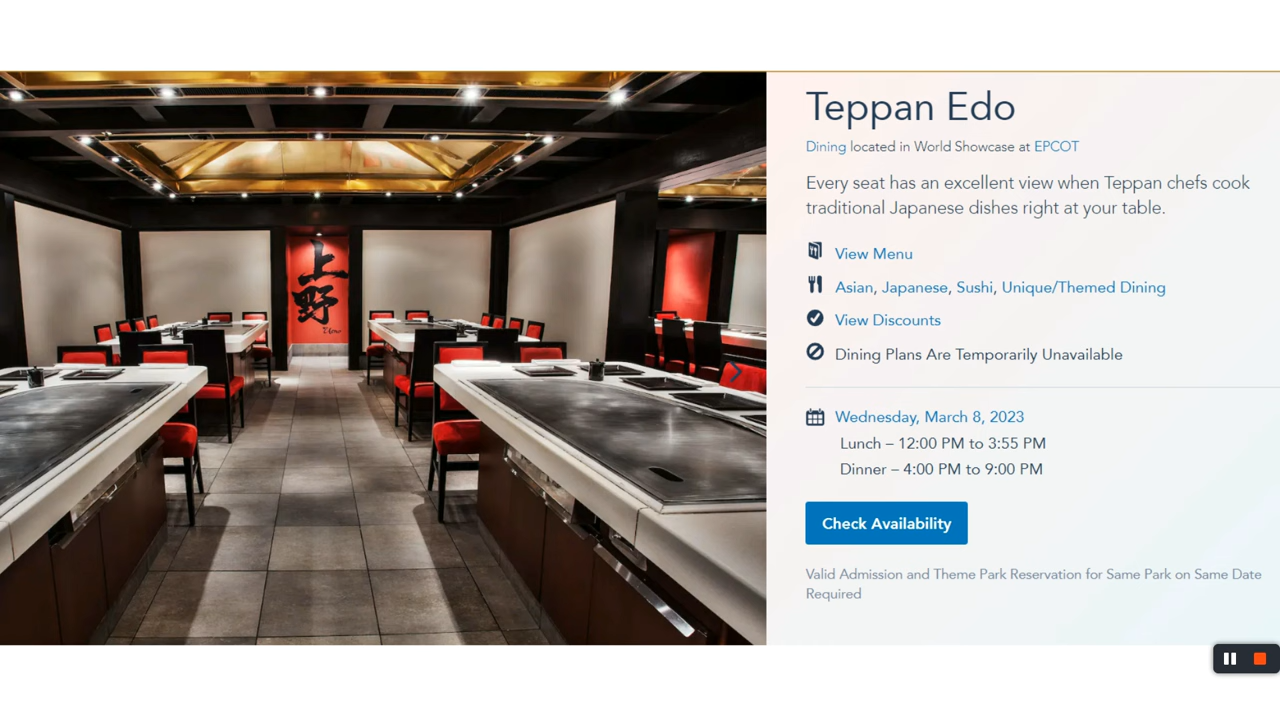 上
野
Teppan Edo
Dining located in World Showcase at EPCOT
Every seat has an excellent view when Teppan chefs cook
traditional Japanese dishes right at your table.
View Menu
Asian, Japanese, Sushi, Unique/Themed Dining
View Discounts
Dining Plans Are Temporarily Unavailable
Wednesday, March 8, 2023
Lunch – 12:00 PM to 3:55 PM
Dinner – 4:00 PM to 9:00 PM
Check Availability
Valid Admission and Theme Park Reservation for Same Park on Same Date
Required